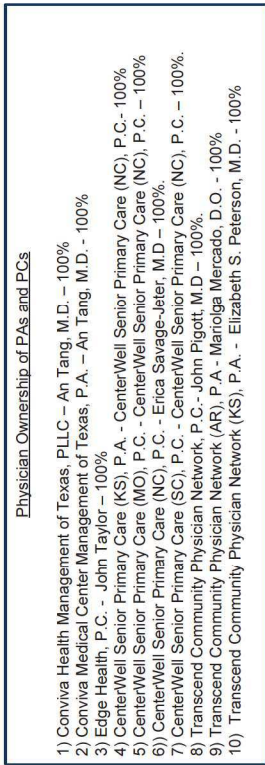 Physician Ownership of PAs and PCs
1) Conviva Health Management of Texas, PLLC – An Tang, M.D. – 100%
2) Conviva Medical Center Management of Texas, P.A. – An Tang, M.D. - 100%
3) Edge Health, P.C. - John Taylor – 100%
4) CenterWell Senior Primary Care (KS), P.A. - CenterWell Senior Primary Care (NC), P.C.- 100%
5) CenterWell Senior Primary Care (MO), P.C. - CenterWell Senior Primary Care (NC), P.C. – 100%
6)) CenterWell Senior Primary Care (NC), P.C. - Erica Savage-Jeter, M.D – 100%.
7) CenterWell Senior Primary Care (SC), P.C. - CenterWell Senior Primary Care (NC), P.C. – 100%.
8) Transcend Community Physician Network, P.C.- John Pigott, M.D – 100%.
9) Transcend Community Physician Network (AR), P.A - Mariolga Mercado, D.O. - 100%
10) Transcend Community Physician Network (KS), P.A. - Elizabeth S. Peterson, M.D. - 100%